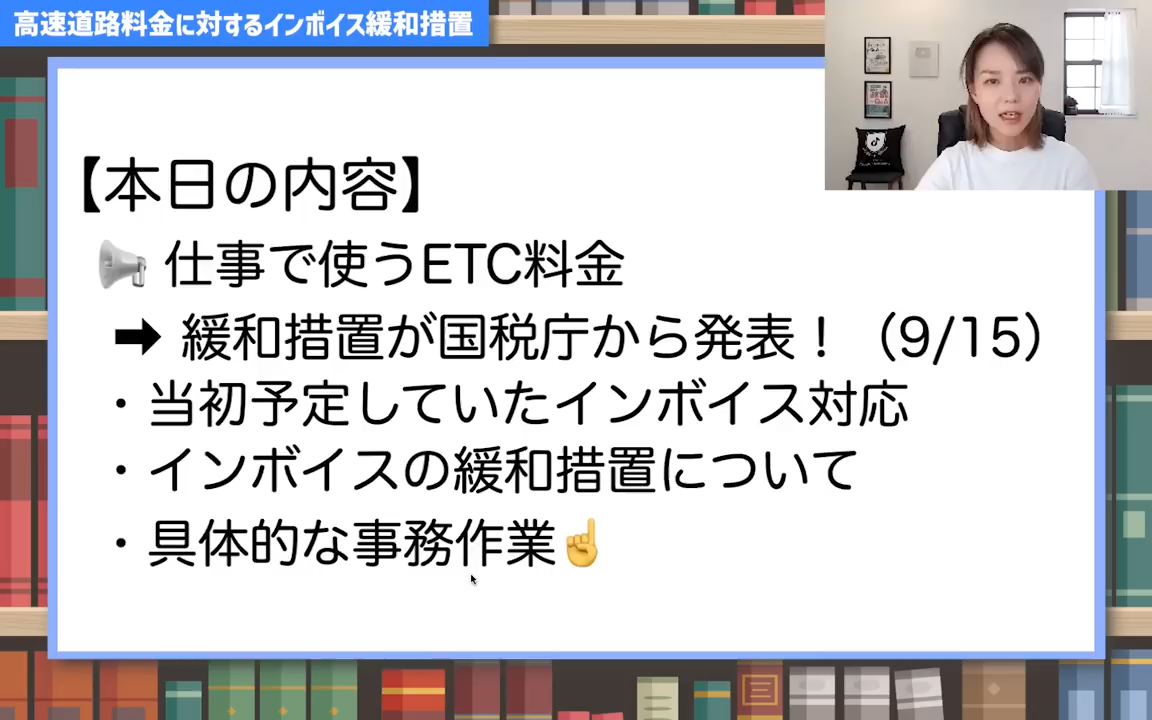 高速道路料金に対するインボイス緩和措置
【本日の内容】
仕事で使うETC料金
➡ 緩和措置が国税庁から発表！（9/15）
・当初予定していたインボイス対応
・インボイスの緩和措置について
・具体的な事務作業☝